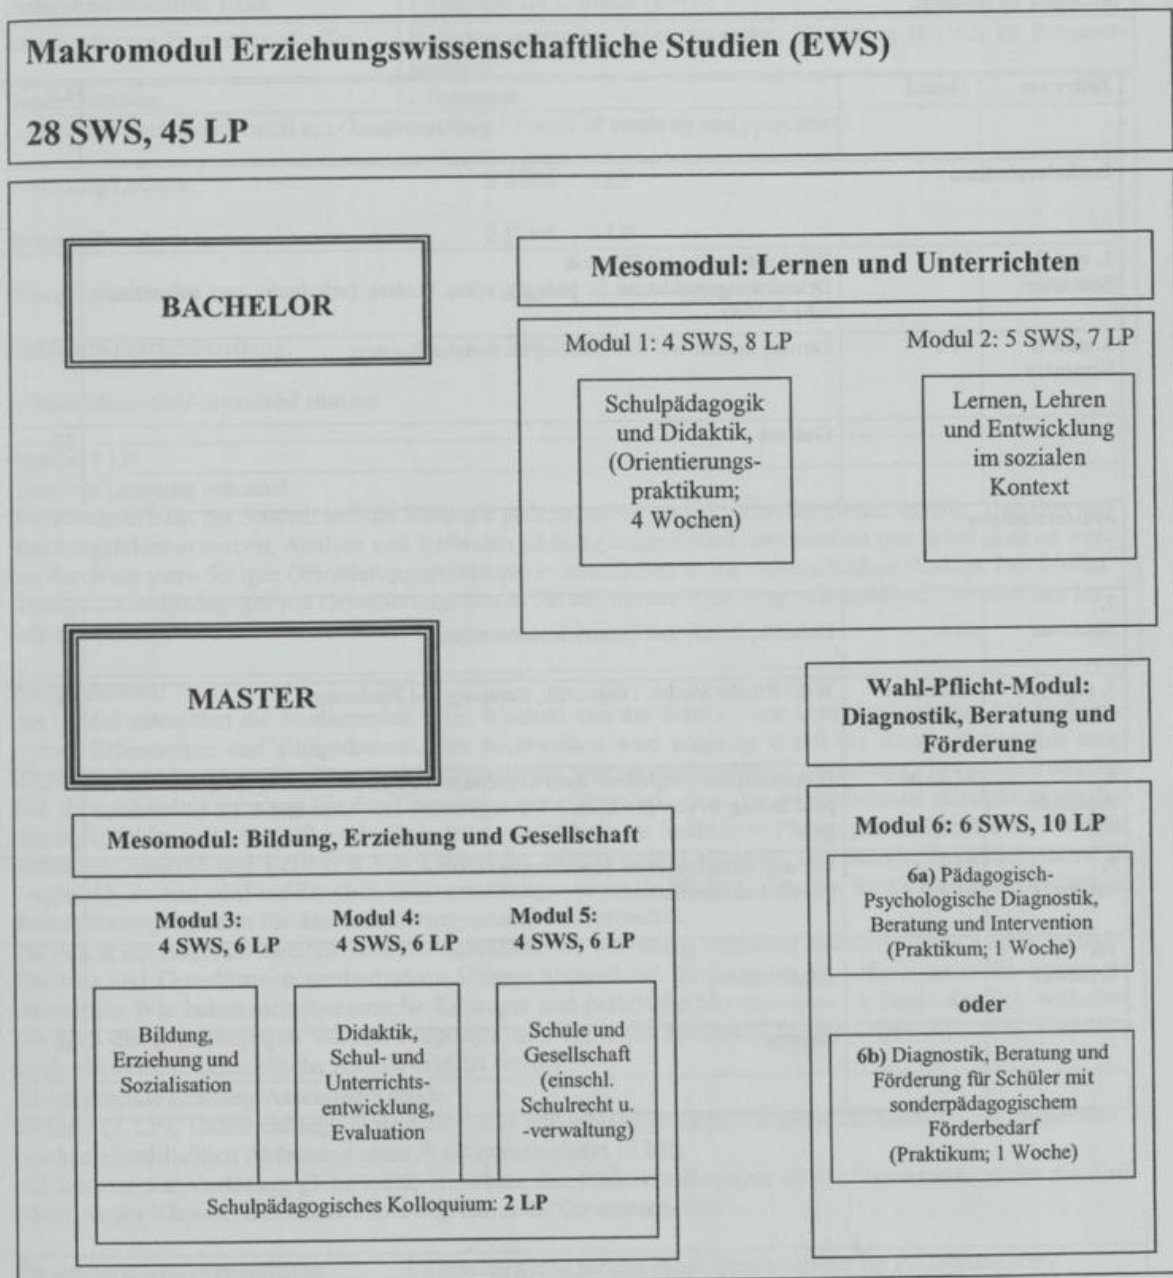 Makromodul Erziehungswissenschaftliche Studien (EWS)
28 SWS, 45 LP
BACHELOR
Mesomodul: Lernen und Unterrichten
Modul 1: 4 SWS, 8 LP
Schulpädagogik
und Didaktik,
(Orientierungs-
praktikum;
4 Wochen)
Modul 2: 5 SWS, 7 LP
Lernen, Lehren
und Entwicklung
im sozialen
Kontext
MASTER
Mesomodul: Bildung, Erziehung und Gesellschaft
Modul 3:
4 SWS, 6 LP
Bildung,
Erziehung und
Sozialisation
Modul 4:
4 SWS, 6 LP
Didaktik,
Schul- und
Unterrichts-
entwicklung,
Evaluation
Modul 5:
4 SWS, 6 LP
Schule und
Gesellschaft
(einschl.
Schulrecht u.
-verwaltung)
Schulpädagogisches Kolloquium: 2 LP
Wahl-Pflicht-Modul:
Diagnostik, Beratung und
Förderung
Modul 6: 6 SWS, 10 LP
6a) Pädagogisch-
Psychologische Diagnostik,
Beratung und Intervention
(Praktikum; 1 Woche)
oder
6b) Diagnostik, Beratung und
Förderung für Schüler mit
sonderpädagogischem
Förderbedarf
(Praktikum; 1 Woche)